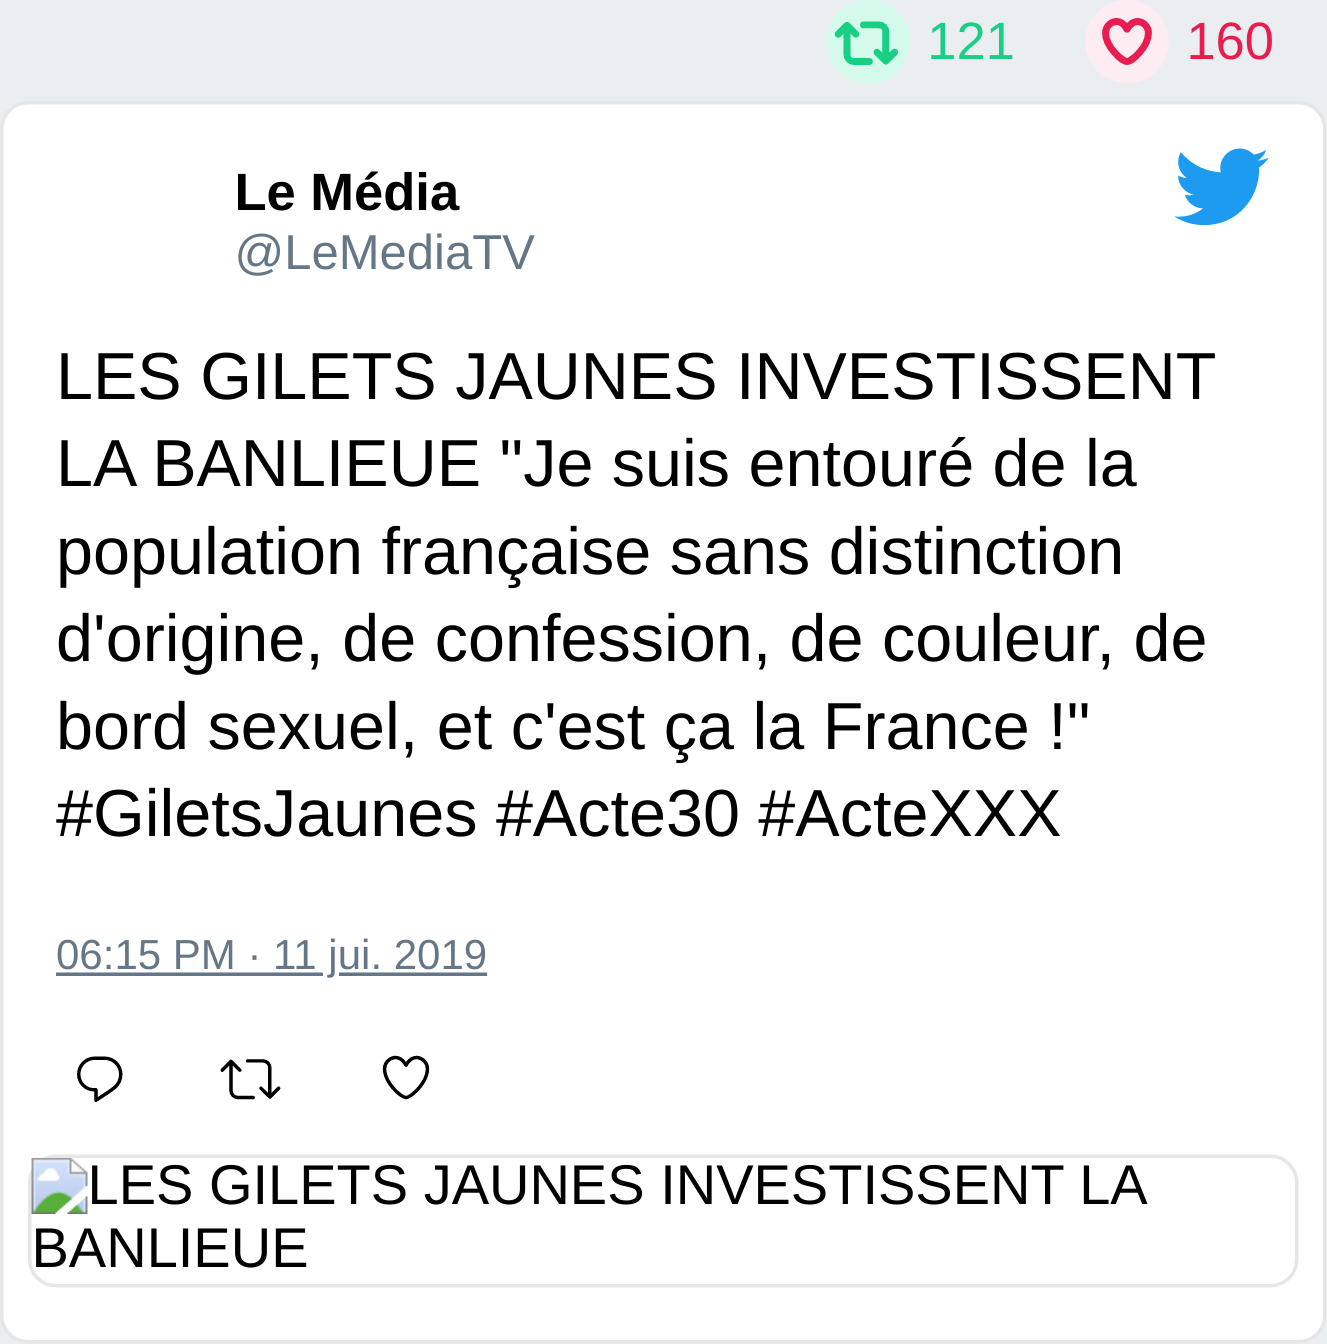 121 160
Le Média
@LeMediaTV
LES GILETS JAUNES INVESTISSENT
LA BANLIEUE "Je suis entouré de la
population française sans distinction
d'origine, de confession, de couleur, de
bord sexuel, et c'est ça la France !"
#GiletsJaunes #Acte30 #ActeXXX
06:15 PM · 11 jui. 2019
LES GILETS JAUNES INVESTISSENT LA
BANLIEUE